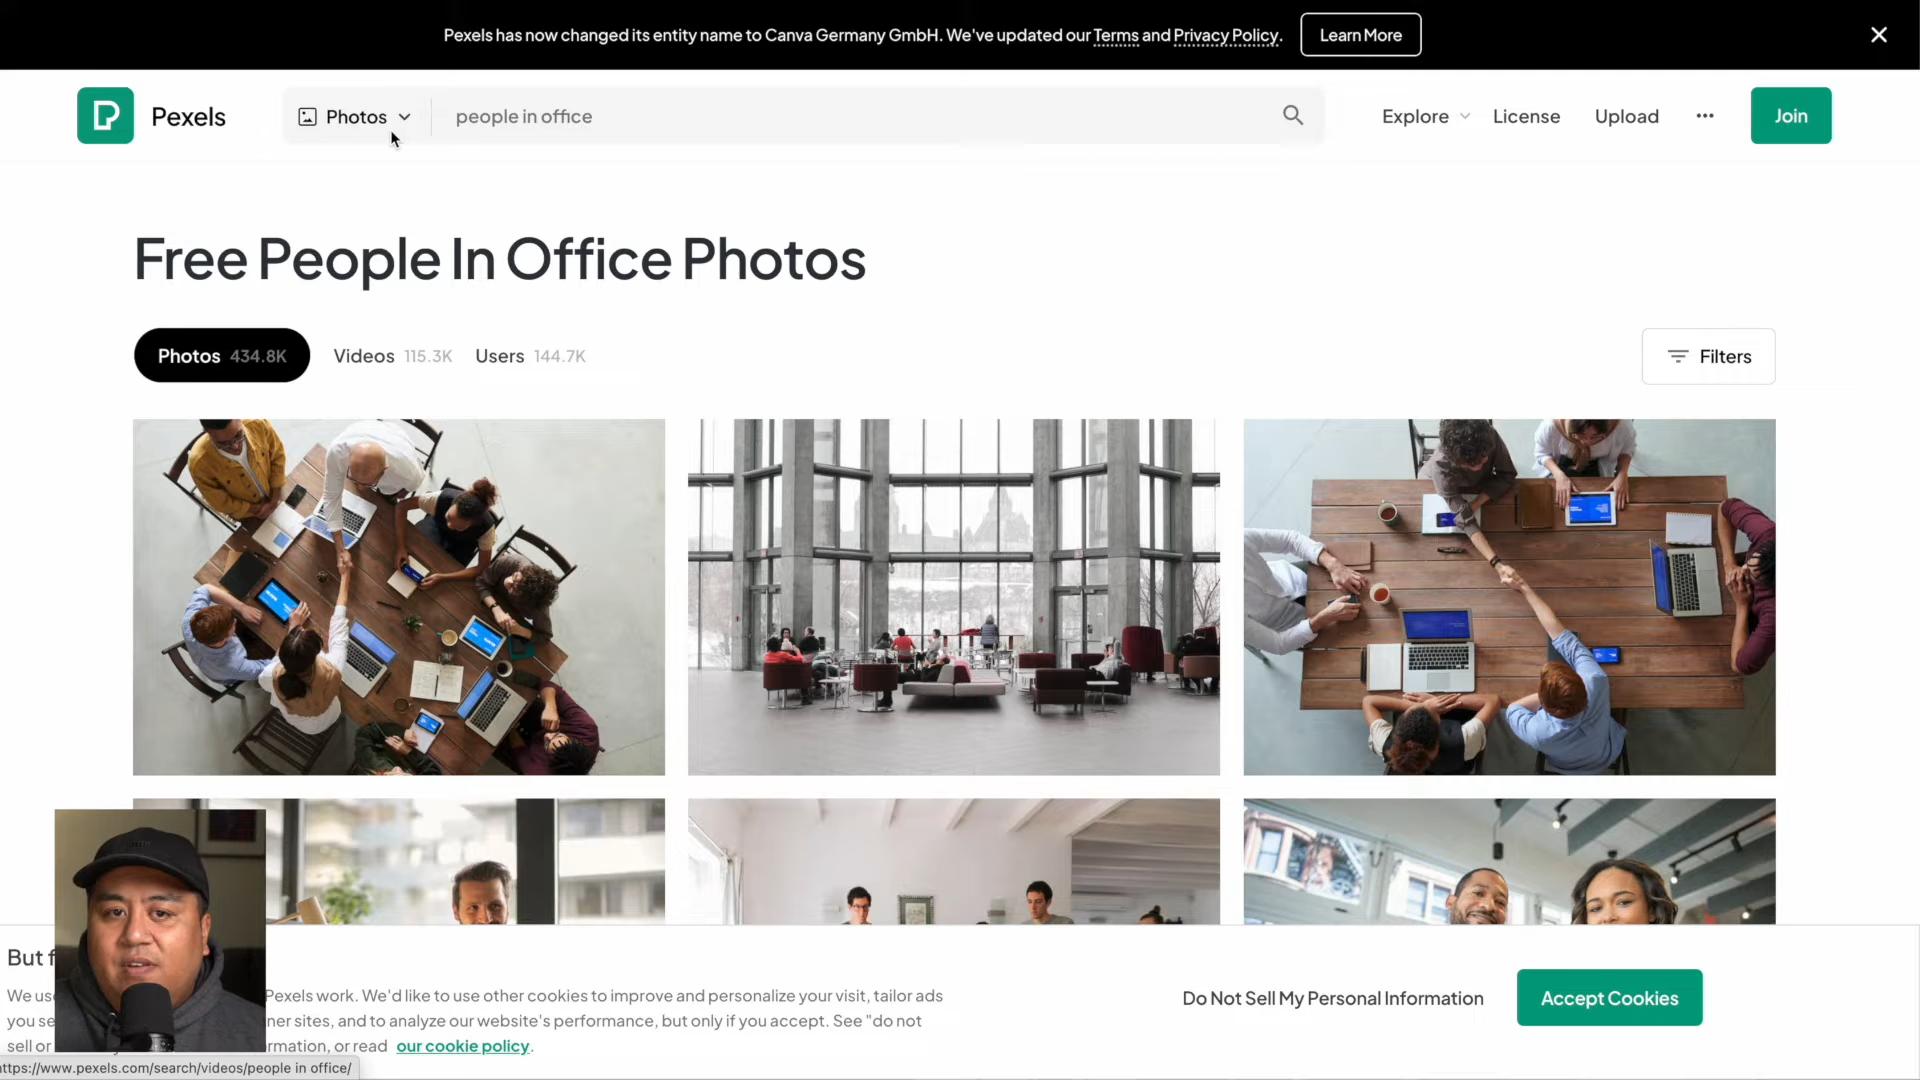 Pexels has now changed its entity name to Canva Germany GmbH. We've updated our Terms and Privacy Policy.
Learn More
Pexels
Photos
people in office
Explore
License
Upload
Join
Free People In Office Photos
Photos 434.8K
Videos 115.3K
Users 144.7K
Filters
But f
We us
Pexels work. We'd like to use other cookies to improve and personalize your visit, tailor ads
you se
ner sites, and to analyze our website's performance, but only if you accept. See "do not
sell or
rmation, or read our cookie policy.
Do Not Sell My Personal Information
Accept Cookies
https://www.pexels.com/search/videos/people in office/